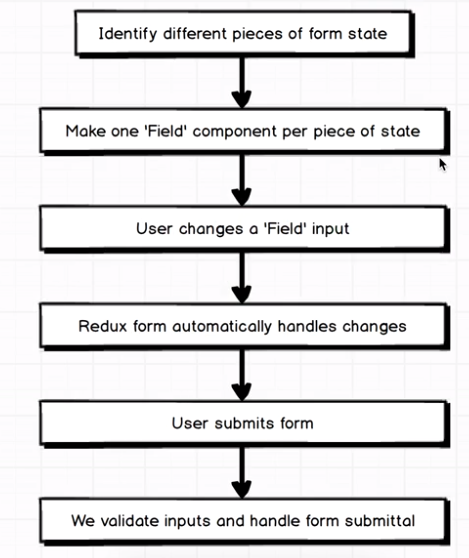 Identify different pieces of form state
Make one 'Field' component per piece of state
User changes a 'Field' input
Redux form automatically handles changes
User submits form
We validate inputs and handle form submittal